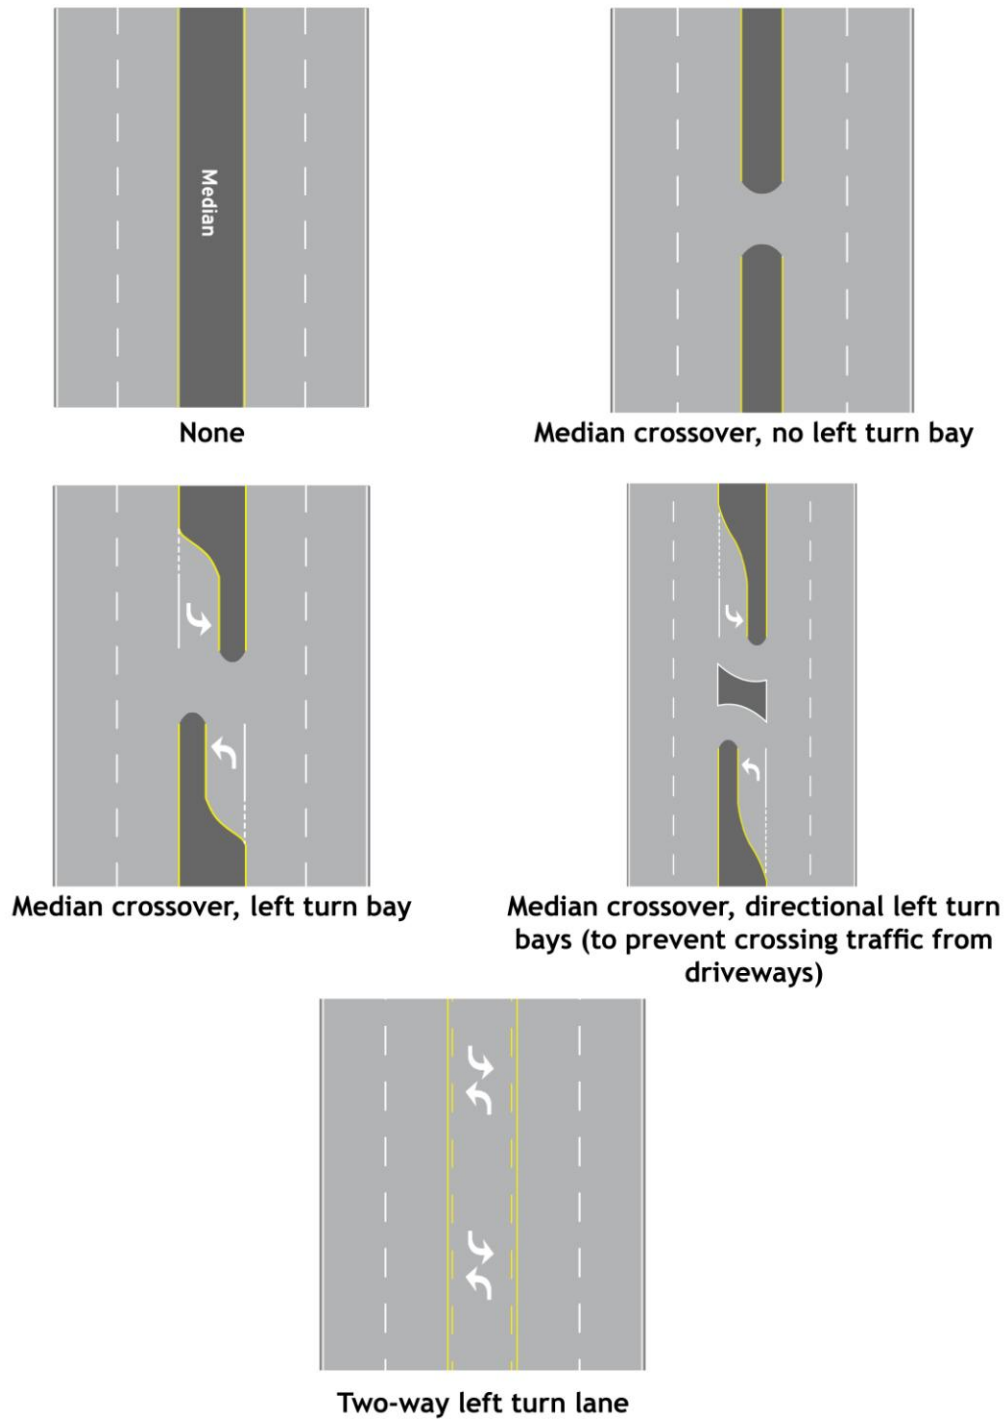 Median
None
Median crossover, no left turn bay
Median crossover, left turn bay
Median crossover, directional left turn
bays (to prevent crossing traffic from
driveways)
Two-way left turn lane